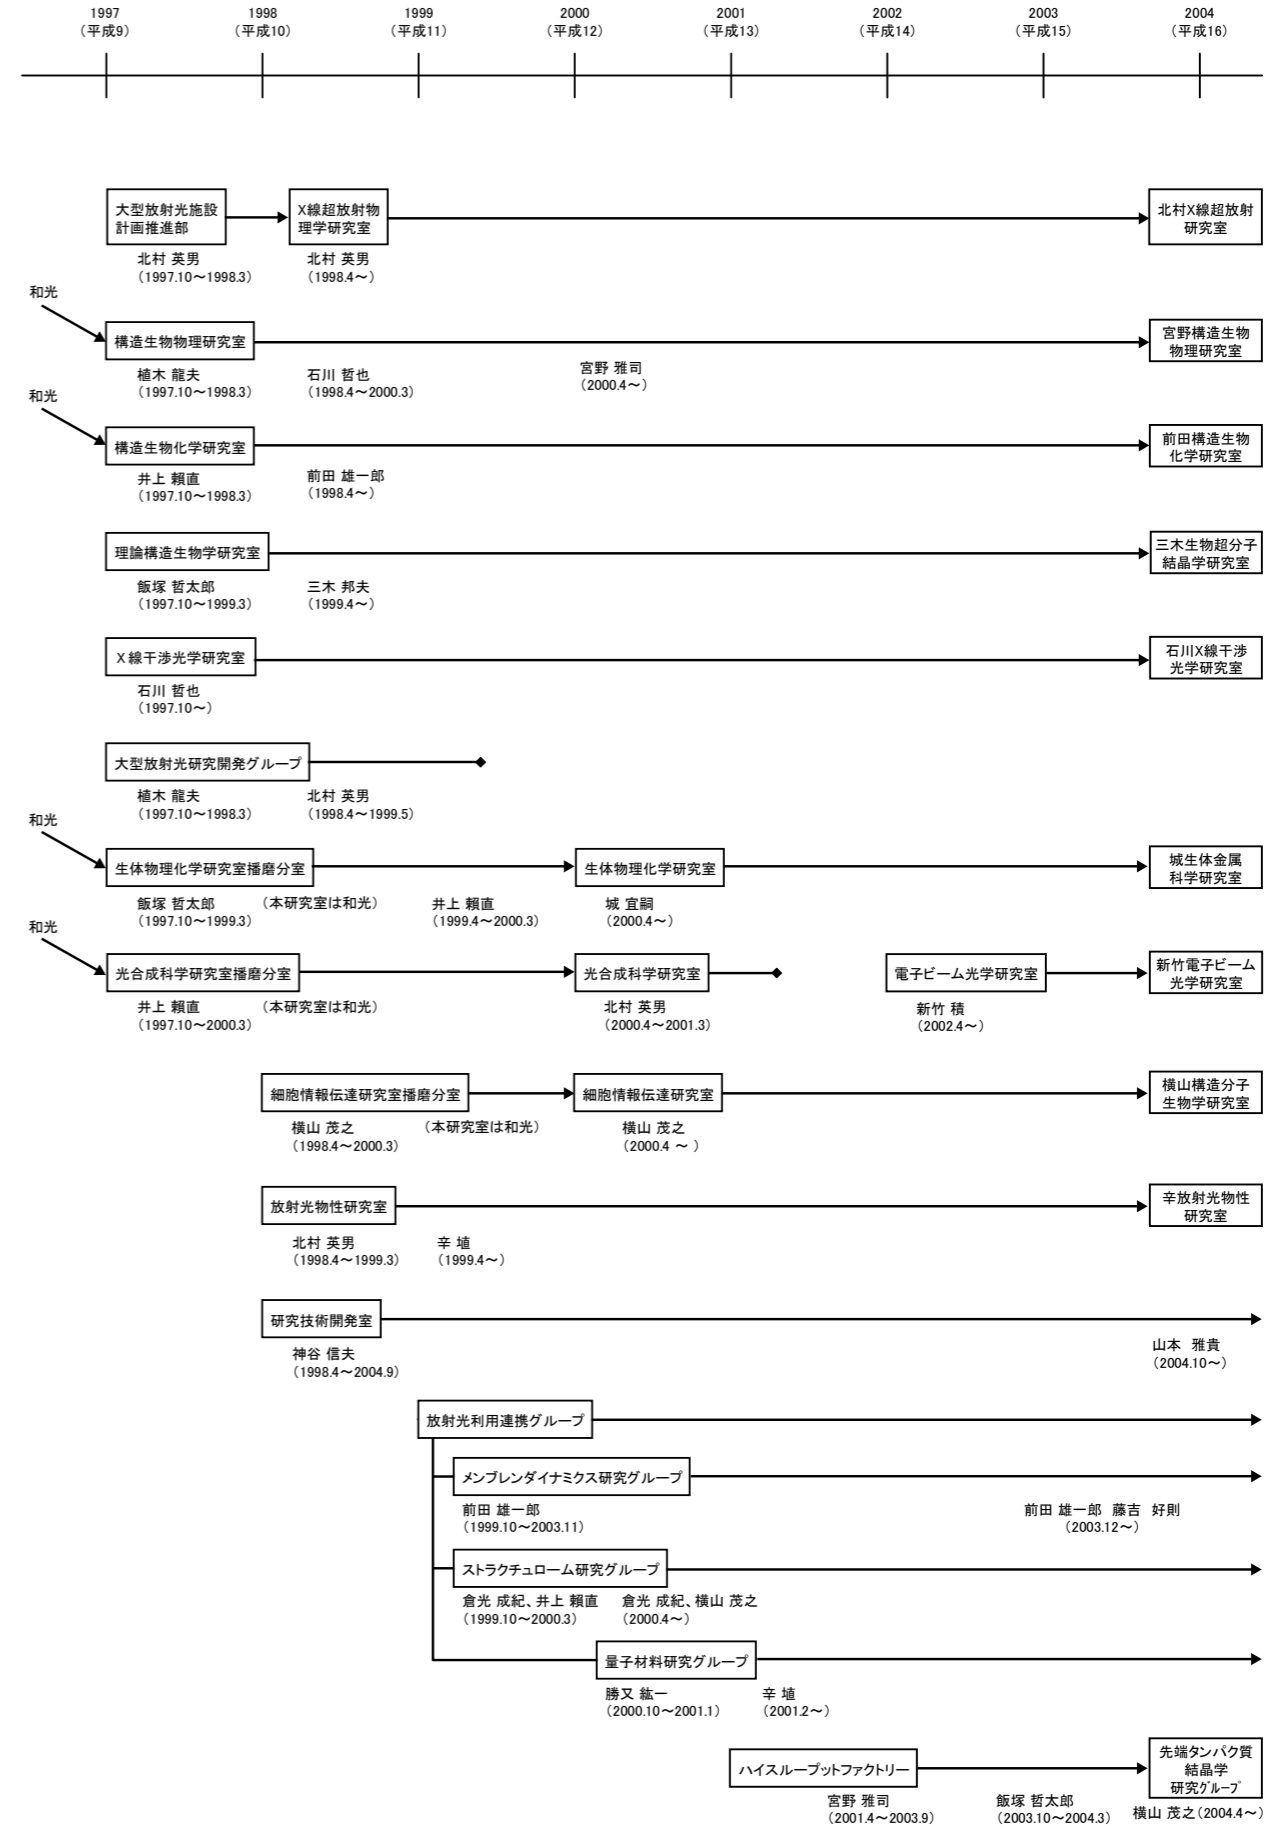 1997
（平成9）
1998
（平成10）
1999
（平成11）
2000
（平成12）
2001
（平成13）
2002
（平成14）
2003
（平成15）
2004
（平成16）
大型放射光施設
計画推進部
北村 英男
（1997.10～1998.3）
X線超放射物
理学研究室
北村 英男
（1998.4～）
北村X線超放射
研究室
和光
構造生物物理研究室
植木 龍夫
（1997.10～1998.3）
石川 哲也
（1998.4～2000.3）
宮野 雅司
（2000.4～）
宮野構造生物
物理研究室
和光
構造生物化学研究室
井上 頼直
（1997.10～1998.3）
前田 雄一郎
（1998.4～）
前田構造生物
化学研究室
理論構造生物学研究室
飯塚 哲太郎
（1997.10～1999.3）
三木 邦夫
（1999.4～）
三木生物超分子
結晶学研究室
X 線干渉光学研究室
石川 哲也
（1997.10～）
石川X線干渉
光学研究室
大型放射光研究開発グループ
植木 龍夫
（1997.10～1998.3）
北村 英男
（1998.4～1999.5）
和光
生体物理化学研究室播磨分室
飯塚 哲太郎
（1997.10～1999.3）
（本研究室は和光）
井上 頼直
（1999.4～2000.3）
生体物理化学研究室
城 宜嗣
（2000.4～）
城生体金属
科学研究室
和光
光合成科学研究室播磨分室
井上 頼直
（1997.10～2000.3）
（本研究室は和光）
光合成科学研究室
北村 英男
（2000.4～2001.3）
電子ビーム光学研究室
新竹 積
（2002.4～）
新竹電子ビーム
光学研究室
細胞情報伝達研究室播磨分室
横山 茂之
（1998.4～2000.3）
（本研究室は和光）
細胞情報伝達研究室
横山 茂之
（2000.4 ～ ）
横山構造分子
生物学研究室
放射光物性研究室
北村 英男
（1998.4～1999.3）
辛 埴
（1999.4～）
辛放射光物性
研究室
研究技術開発室
神谷 信夫
（1998.4～2004.9）
山本 雅貴
（2004.10～）
放射光利用連携グループ
メンブレンダイナミクス研究グループ
前田 雄一郎
（1999.10～2003.11）
前田 雄一郎 藤吉 好則
（2003.12～）
ストラクチュローム研究グループ
倉光 成紀、井上 頼直
（1999.10～2000.3）
倉光 成紀、横山 茂之
（2000.4～）
量子材料研究グループ
勝又 紘一
（2000.10～2001.1）
辛 埴
（2001.2～）
ハイスループットファクトリー
宮野 雅司
（2001.4～2003.9）
飯塚 哲太郎
（2003.10～2004.3）
先端タンパク質
結晶学
研究グループ
横山 茂之（2004.4～）